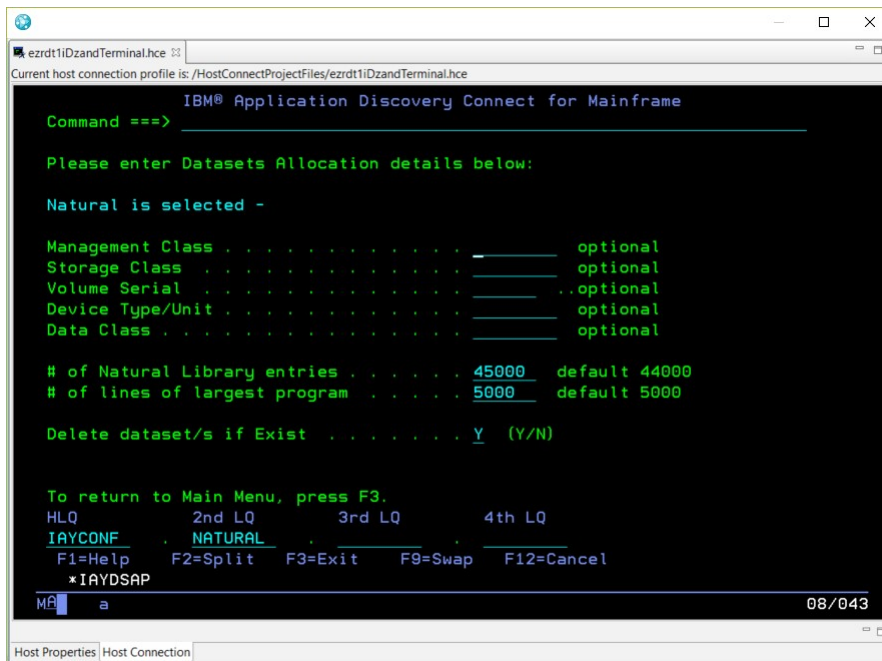 ezrdt1iDzandTerminal.hce
Current host connection profile is: /HostConnectProjectFiles/ezrdt1iDzandTerminal.hce
IBM® Application Discovery Connect for Mainframe
Command ===> 
Please enter Datasets Allocation details below:
Natural is selected -
Management Class . . . . . . . . . . . . optional
Storage Class . . . . . . . . . . . . . optional
Volume Serial . . . . . . . . . . . . . ..optional
Device Type/Unit . . . . . . . . . . . . optional
Data Class . . . . . . . . . . . . . . . optional
# of Natural Library entries . . . . . . 45000 default 44000
# of lines of largest program . . . . . 5000 default 5000
Delete dataset/s if Exist . . . . . . . Y (Y/N)
To return to Main Menu, press F3.
HLQ 2nd LQ 3rd LQ 4th LQ
IAYCONF . NATURAL . .
F1=Help F2=Split F3=Exit F9=Swap F12=Cancel
*IAYDSAP
MA a 08/043
Host Properties Host Connection